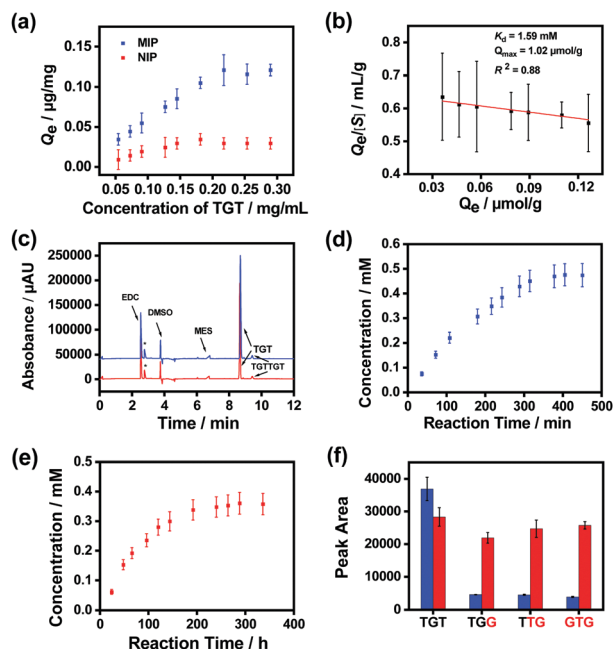 (a)
MIP
NIP
Qe / µg/mg
0.15
0.10
0.05
0.00
0.05 0.10 0.15 0.20 0.25 0.30
Concentration of TGT / mg/mL
(b)
Kd = 1.59 mM
Qmax = 1.02 µmol/g
R² = 0.88
Qe/[S] / mL/g
0.8
0.7
0.6
0.5
0.4
0.03 0.06 0.09 0.12
Qe / µmol/g
(c)
Absobance / µAU
250000
200000
150000
100000
50000
0
EDC
*
*
DMSO
MES
TGT
TGTTGT
0 2 4 6 8 10 12
Time / min
(d)
Concentration / mM
0.6
0.5
0.4
0.3
0.2
0.1
0.0
0 100 200 300 400 500
Reaction Time / min
(e)
Concentration / mM
0.5
0.4
0.3
0.2
0.1
0.0
0 100 200 300 400
Reaction Time / h
(f)
Peak Area
40000
30000
20000
10000
0
TGT TGG TTG GTG